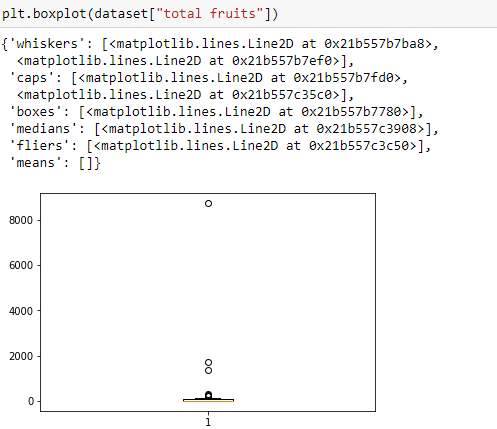 plt.boxplot(dataset["total fruits"])
{'whiskers': [<matplotlib.lines.Line2D at 0x21b557b7ba8>,
  <matplotlib.lines.Line2D at 0x21b557b7ef0>],
 'caps': [<matplotlib.lines.Line2D at 0x21b557b7fd0>,
  <matplotlib.lines.Line2D at 0x21b557c35c0>],
 'boxes': [<matplotlib.lines.Line2D at 0x21b557b7780>],
 'medians': [<matplotlib.lines.Line2D at 0x21b557c3908>],
 'fliers': [<matplotlib.lines.Line2D at 0x21b557c3c50>],
 'means': []}
8000
6000
4000
2000
0
1